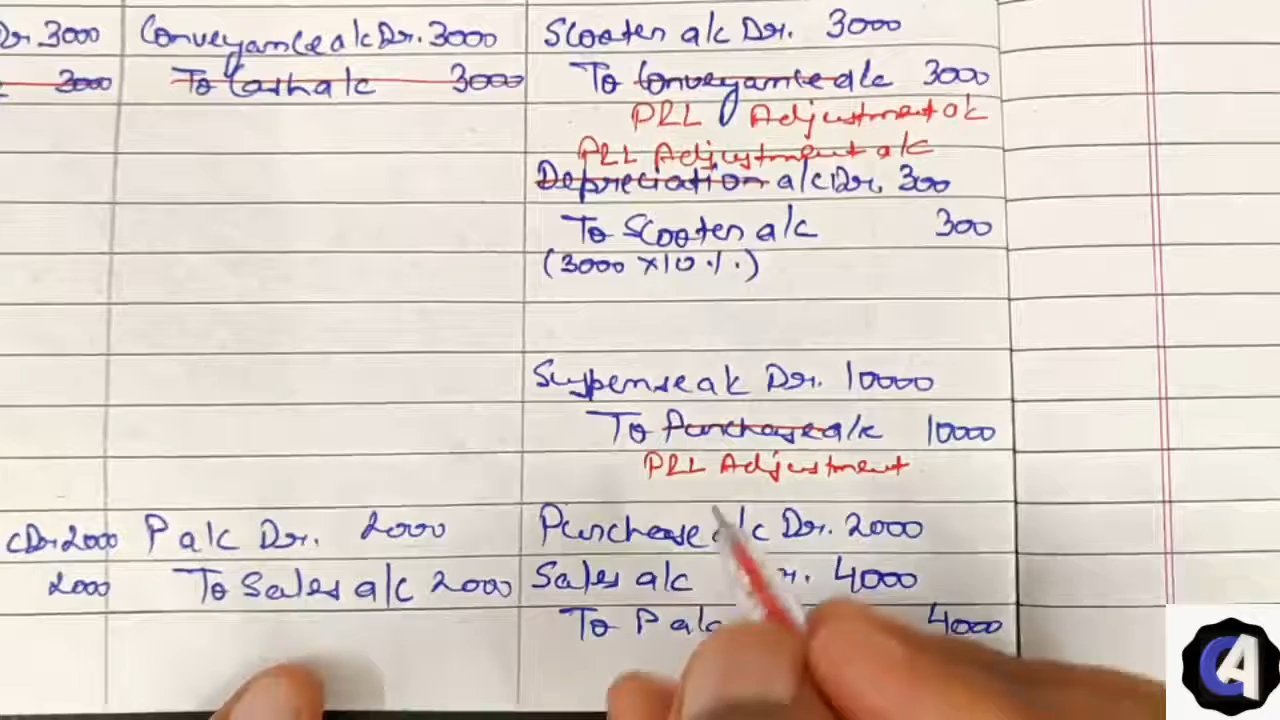 Dr. 3000 Conveyance a/c Dr. 3000 Scooter a/c Dr. 3000
3000 To Cash a/c 3000 To Conveyance a/c 3000
P&L Adjustment a/c
P&L Adjustment a/c
Depreciation a/c Dr. 300
To Scooter a/c 300
(3000 × 10%.)
Suspense a/c Dr. 10000
To Purchase a/c 10000
P&L Adjustment
c Dr. 2000 P a/c Dr. 2000 Purchase a/c Dr. 2000
2000 To Sales a/c 2000 Sales a/c 4000
To P a/c 4000
CA